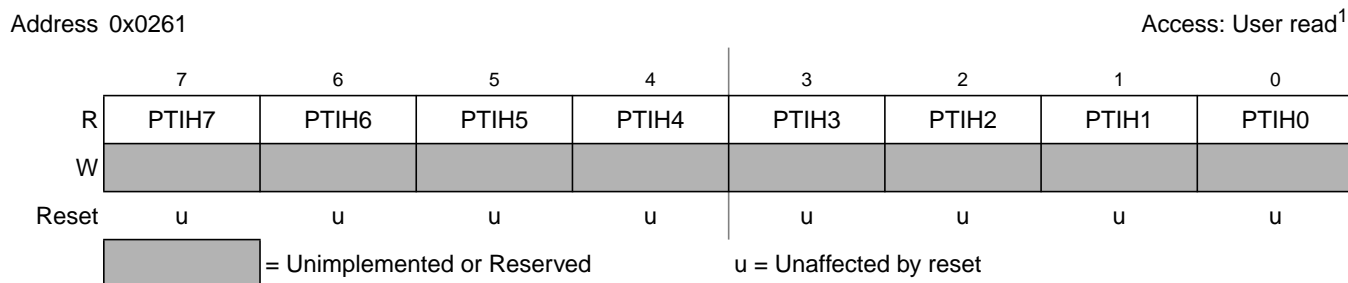 Address 0x0261 Access: User read1
7 6 5 4 3 2 1 0
R PTIH7 PTIH6 PTIH5 PTIH4 PTIH3 PTIH2 PTIH1 PTIH0
W
Reset u u u u u u u u
= Unimplemented or Reserved u = Unaffected by reset